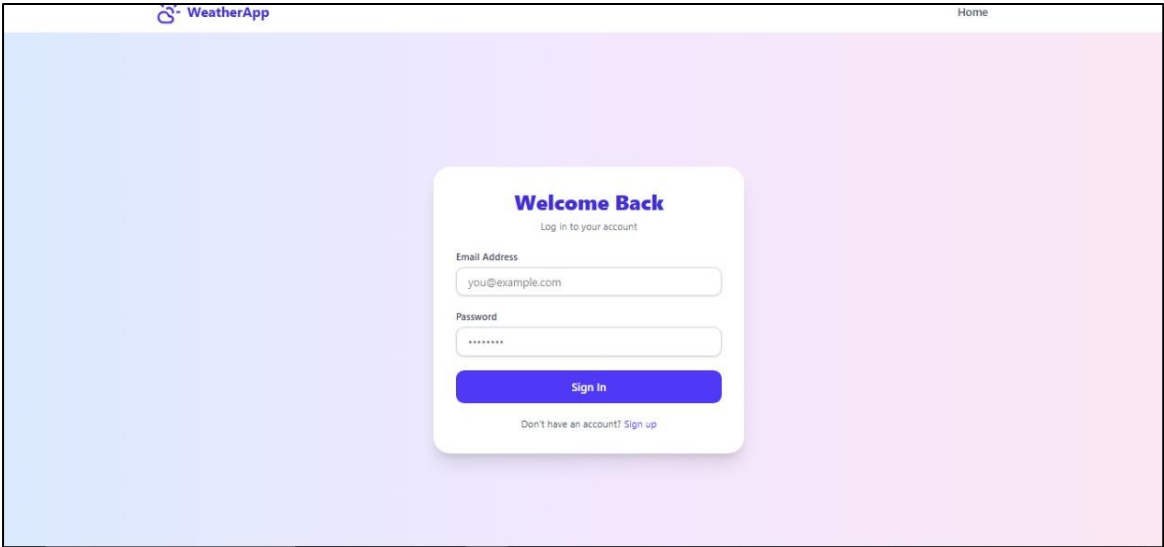 WeatherApp Home
Welcome Back
Log in to your account
Email Address
you@example.com
Password
••••••••
Sign In
Don't have an account? Sign up